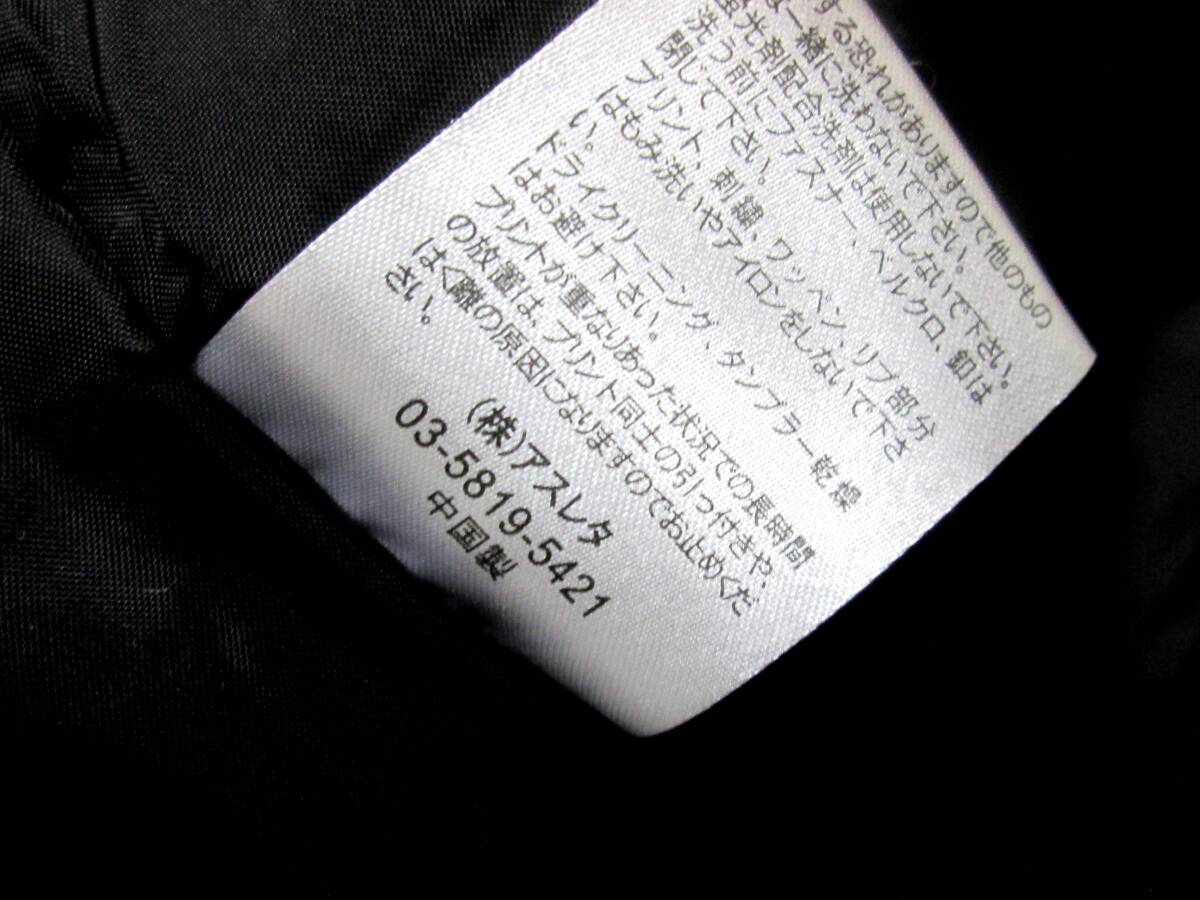 する恐れがありますので他のもの
は一緒に洗わないで下さい。
蛍光剤配合洗剤は使用しないで下さい。
洗う前にファスナー、ベルクロ、釦は
閉じて下さい。
プリント、刺繍、ワッペン、リブ部分
はもみ洗いやアイロンをしないで下さ
い。
ドライクリーニング、タンブラー乾燥
はお避け下さい。
プリントが重なりあった状況での長時間
の放置は、プリント同士の引っ付きや、
はく離の原因になりますのでお止めくだ
さい。
(株)アスレタ
03-5819-5421
中国製